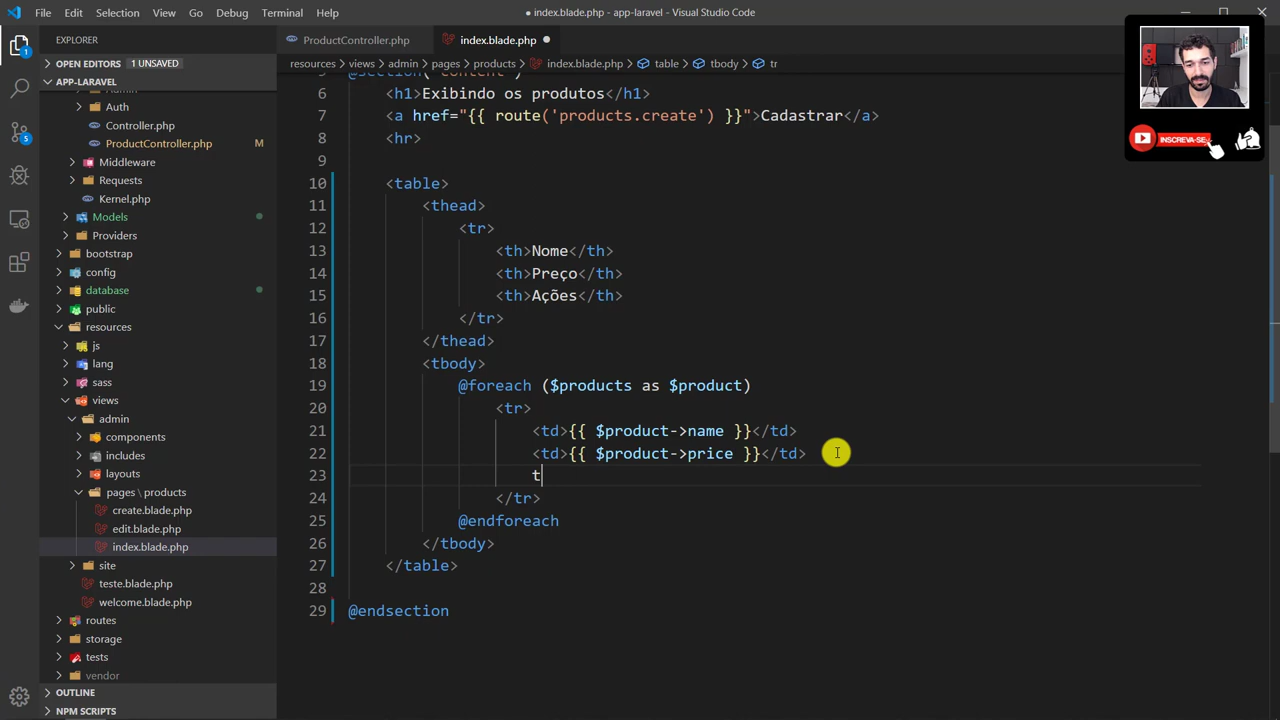 File Edit Selection View Go Debug Terminal Help
● index.blade.php - app-laravel - Visual Studio Code
EXPLORER
OPEN EDITORS 1 UNSAVED
APP-LARAVEL
Auth
Controller.php
ProductController.php M
Middleware
Requests
Kernel.php
Models
Providers
bootstrap
config
database
public
resources
js
lang
sass
views
admin
components
includes
layouts
pages \ products
create.blade.php
edit.blade.php
index.blade.php
site
teste.blade.php
welcome.blade.php
routes
storage
tests
vendor
OUTLINE
NPM SCRIPTS
1
5
ProductController.php index.blade.php ●
resources > views > admin > pages > products > index.blade.php > table > tbody > tr
@section('content')
6 <h1>Exibindo os produtos</h1>
7 <a href="{{ route('products.create') }}">Cadastrar</a>
8 <hr>
9
10 <table>
11 <thead>
12 <tr>
13 <th>Nome</th>
14 <th>Preço</th>
15 <th>Ações</th>
16 </tr>
17 </thead>
18 <tbody>
19 @foreach ($products as $product)
20 <tr>
21 <td>{{ $product->name }}</td>
22 <td>{{ $product->price }}</td>
23 t
24 </tr>
25 @endforeach
26 </tbody>
27 </table>
28
29 @endsection
INSCREVA-SE